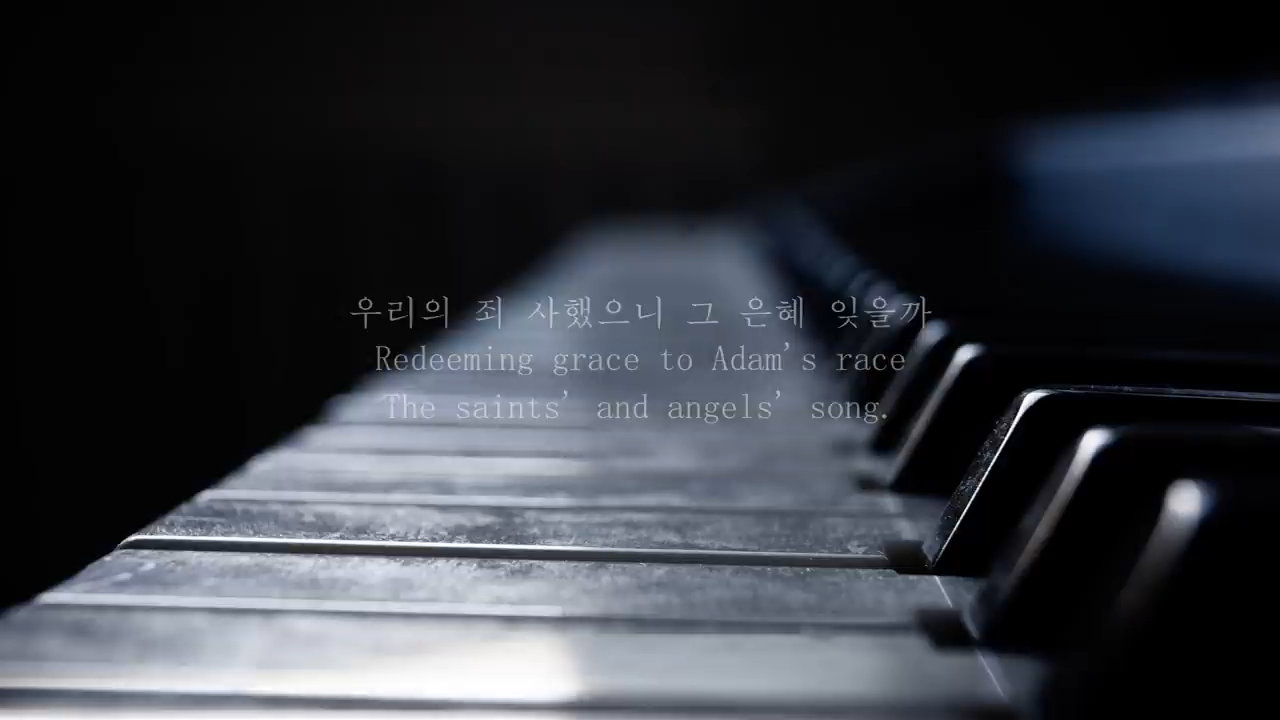 우리의 죄 사했으니 그 은혜 잊을까
Redeeming grace to Adam's race
The saints' and angels' song.